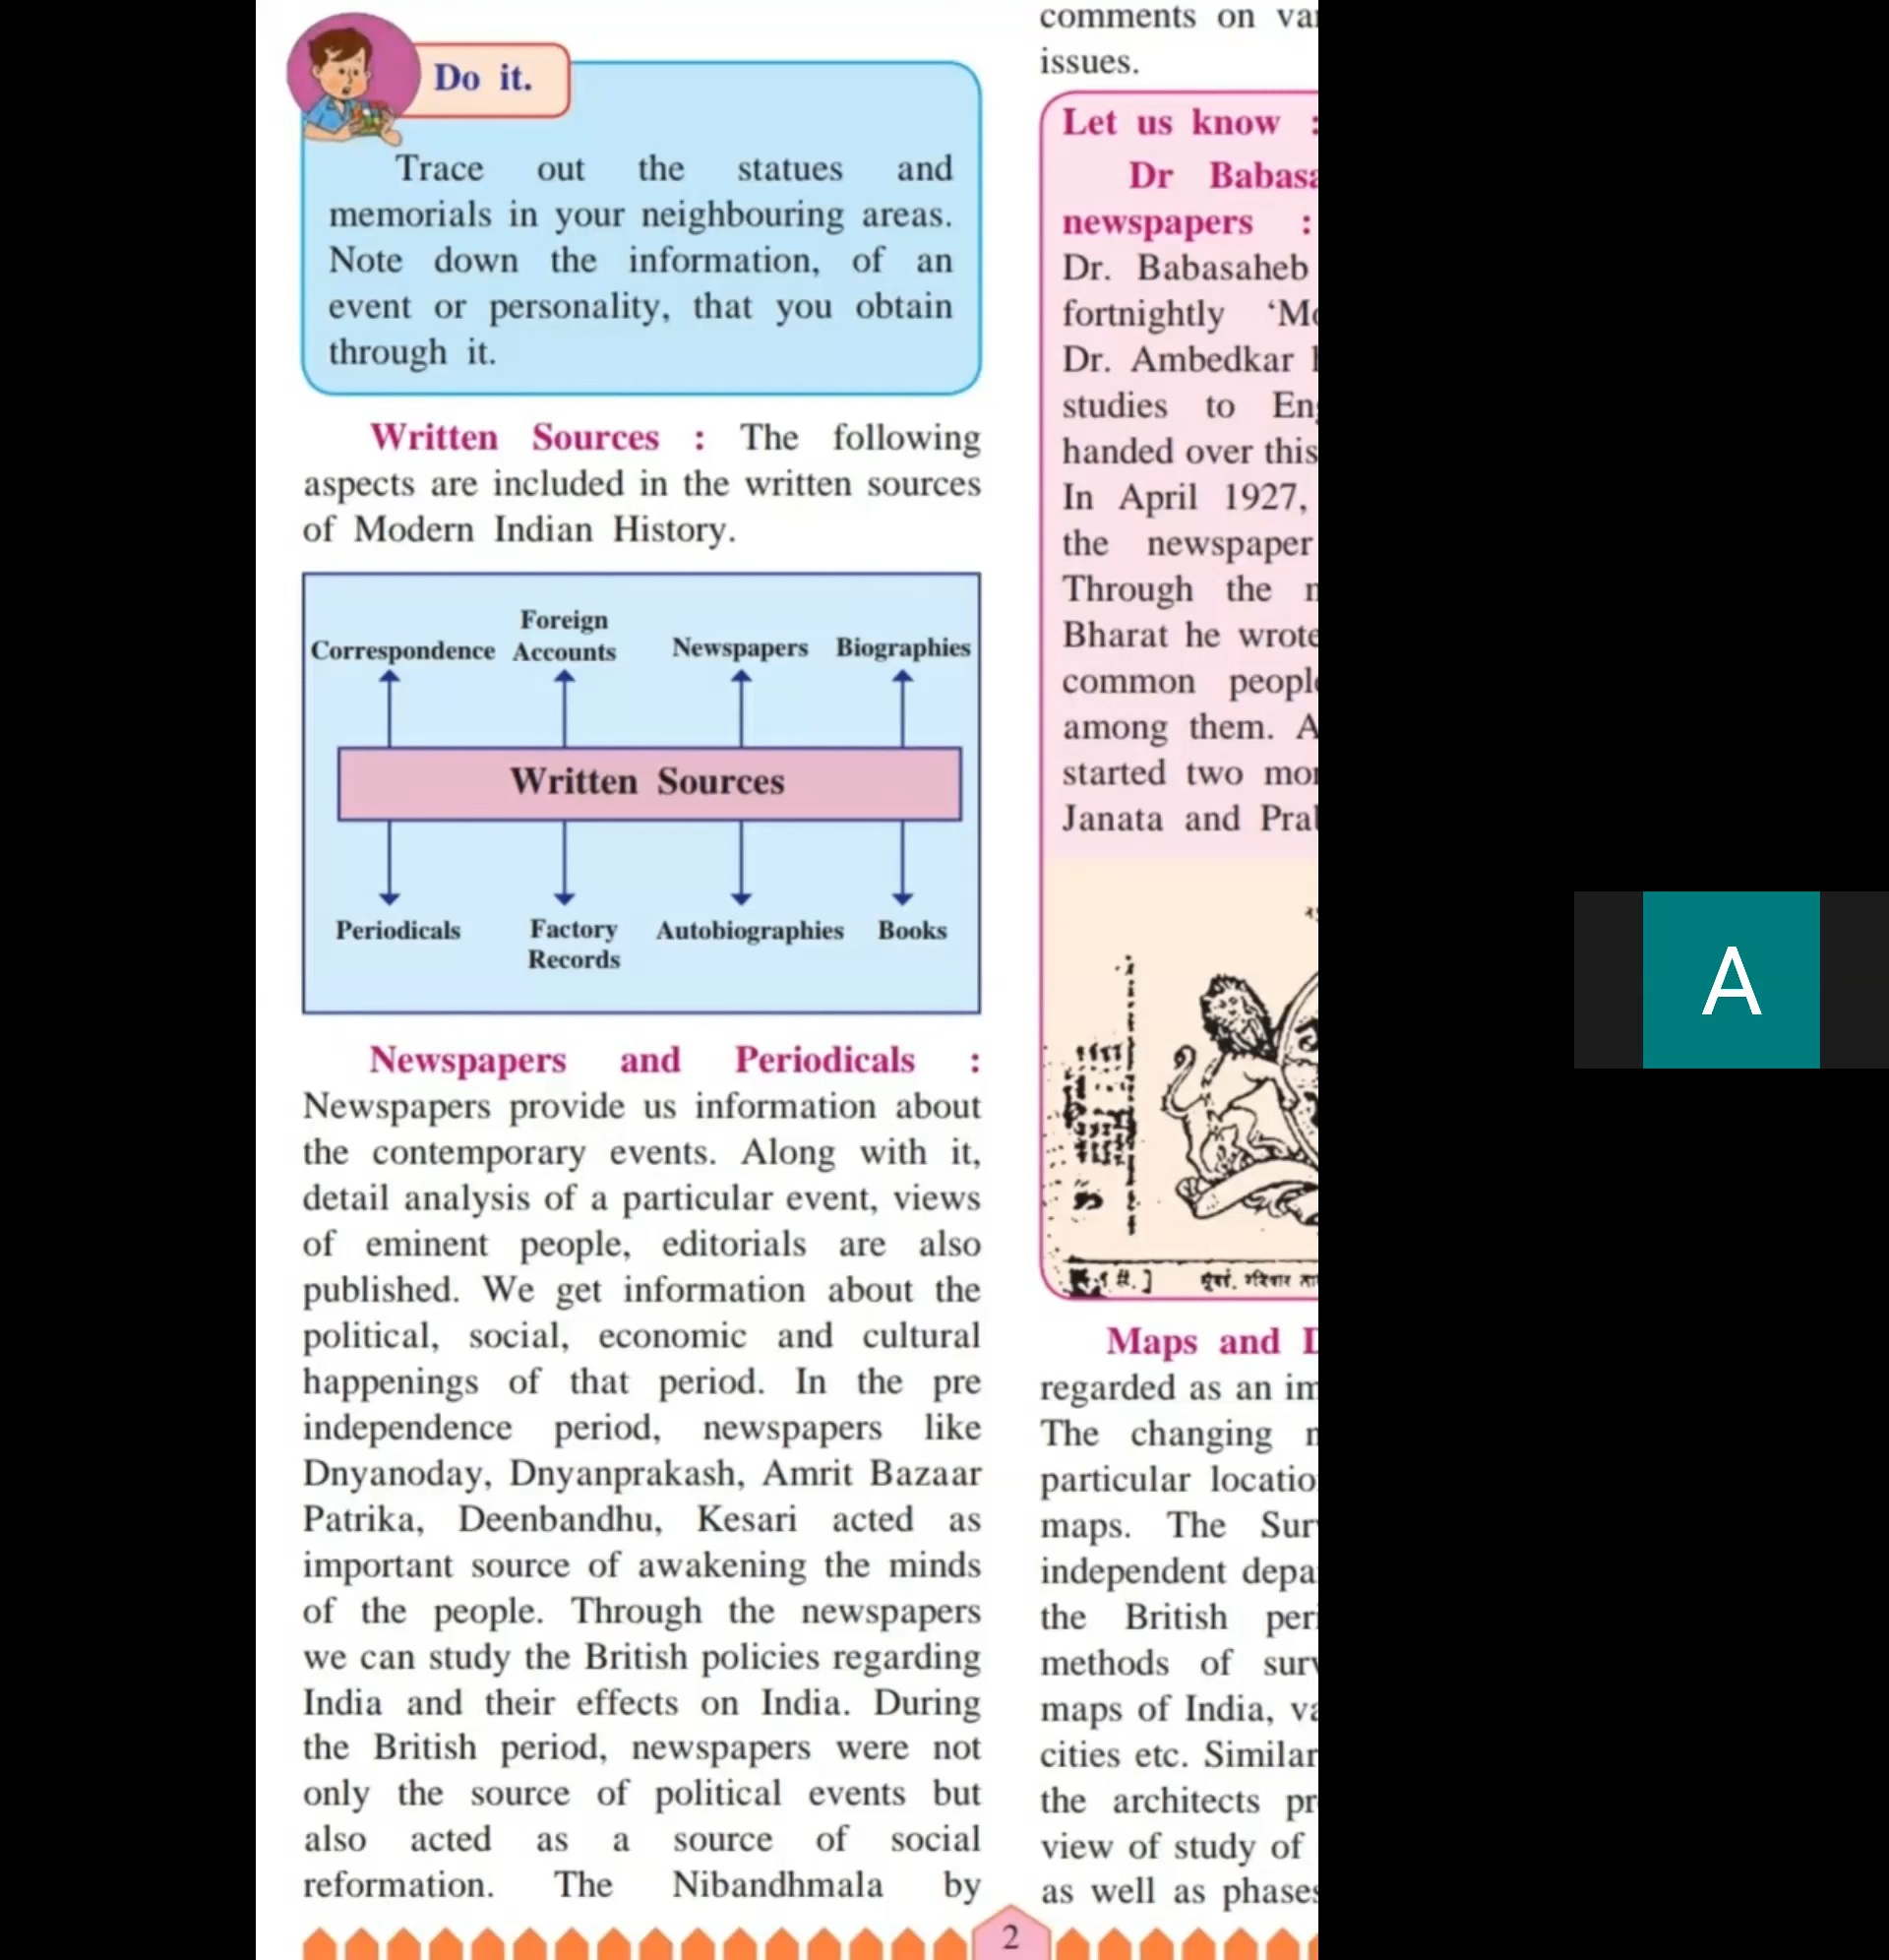 Do it.
Trace out the statues and
memorials in your neighbouring areas.
Note down the information, of an
event or personality, that you obtain
through it.
Written Sources : The following
aspects are included in the written sources
of Modern Indian History.
Correspondence
Foreign
Accounts
Newspapers
Biographies
Written Sources
Periodicals
Factory
Records
Autobiographies
Books
Newspapers and Periodicals :
Newspapers provide us information about
the contemporary events. Along with it,
detail analysis of a particular event, views
of eminent people, editorials are also
published. We get information about the
political, social, economic and cultural
happenings of that period. In the pre
independence period, newspapers like
Dnyanoday, Dnyanprakash, Amrit Bazaar
Patrika, Deenbandhu, Kesari acted as
important source of awakening the minds
of the people. Through the newspapers
we can study the British policies regarding
India and their effects on India. During
the British period, newspapers were not
only the source of political events but
also acted as a source of social
reformation. The Nibandhmala by
comments on
issues.
Let us know :
Dr
newspapers :
Dr. Babasaheb
fortnightly
Dr. Ambedkar
studies to
handed over this
In April 1927,
the newspaper
Through the
Bharat he wrote
common
among them.
started two
Janata and
Maps and
regarded as an
The changing
particular
maps. The
independent
the British
methods of
maps of India,
cities etc.
the architects
view of study of
as well as
2
A